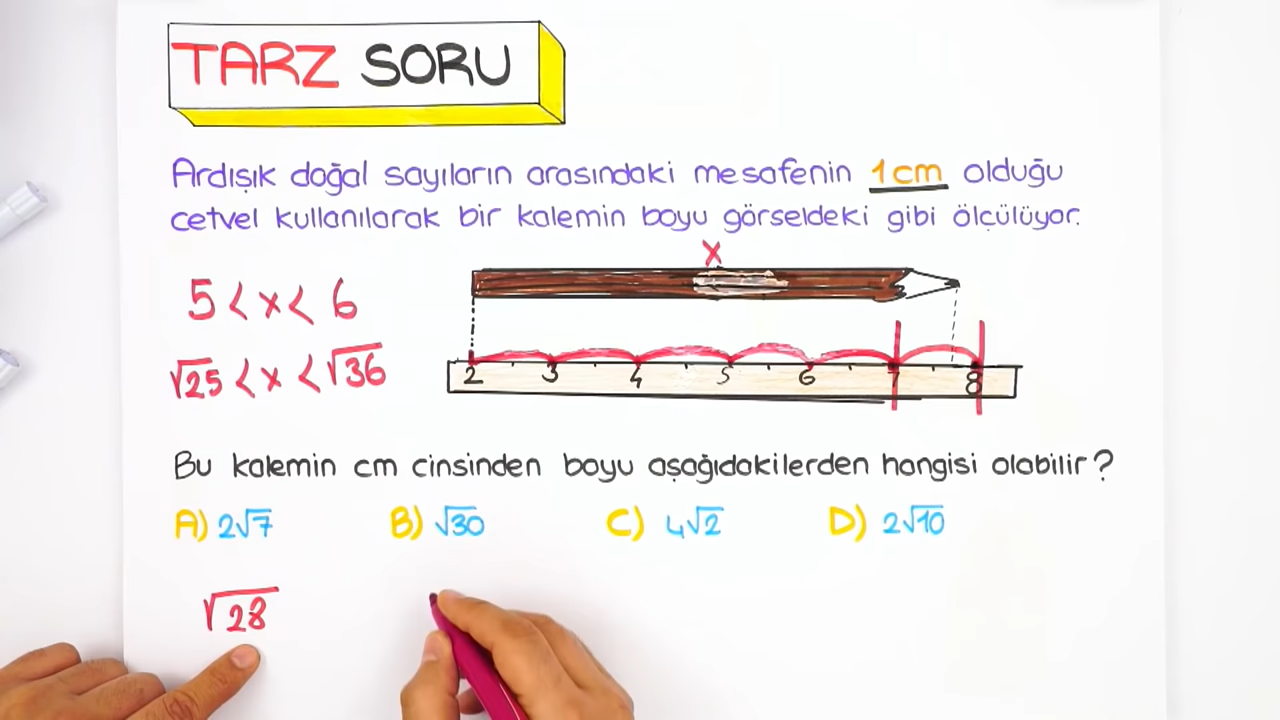 TARZ SORU
Ardışık doğal sayıların arasındaki mesafenin 1cm olduğu
cetvel kullanılarak bir kalemin boyu görseldeki gibi ölçülüyor.
x
5 < x < 6
√25 < x < √36
2 3 4 5 6 7 8
Bu kalemin cm cinsinden boyu aşağıdakilerden hangisi olabilir?
A) 2√7 B) √30 C) 4√2 D) 2√10
√28